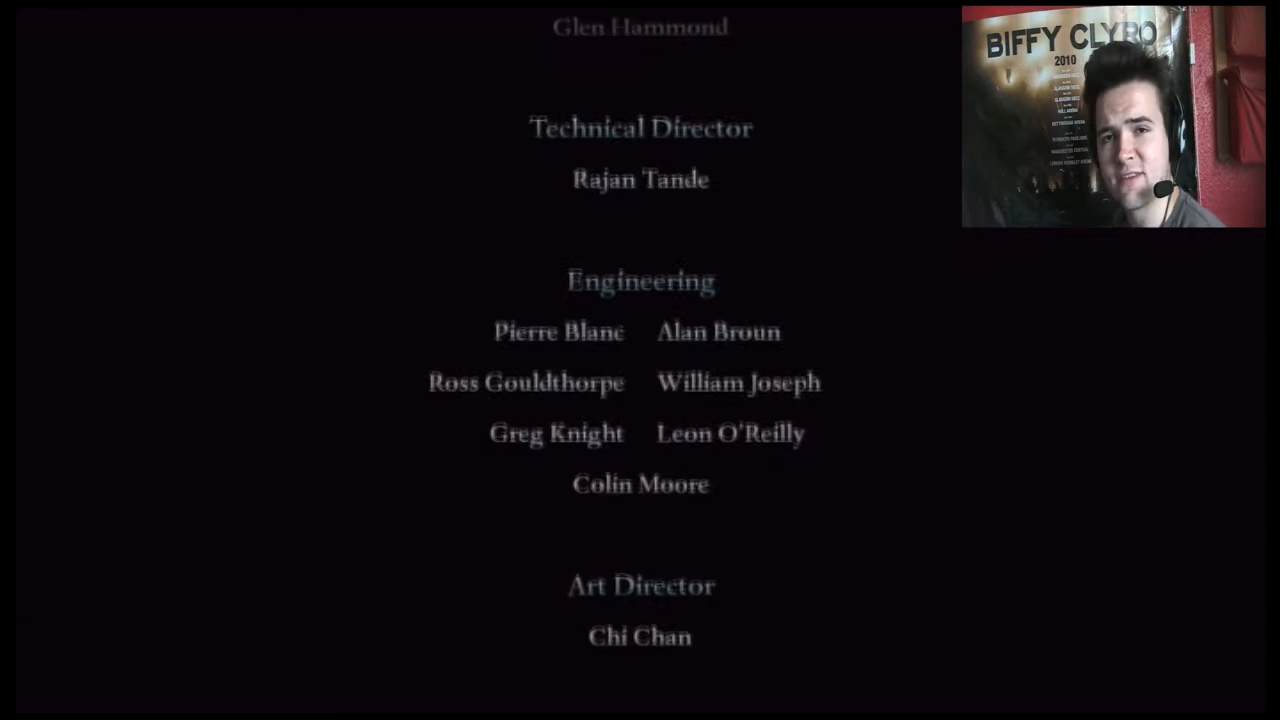 Glen Hammond
Technical Director
Rajan Tande
Engineering
Pierre Blanc Alan Broun
Ross Gouldthorpe William Joseph
Greg Knight Leon O'Reilly
Colin Moore
Art Director
Chi Chan
BIFFY CLYRO
2010